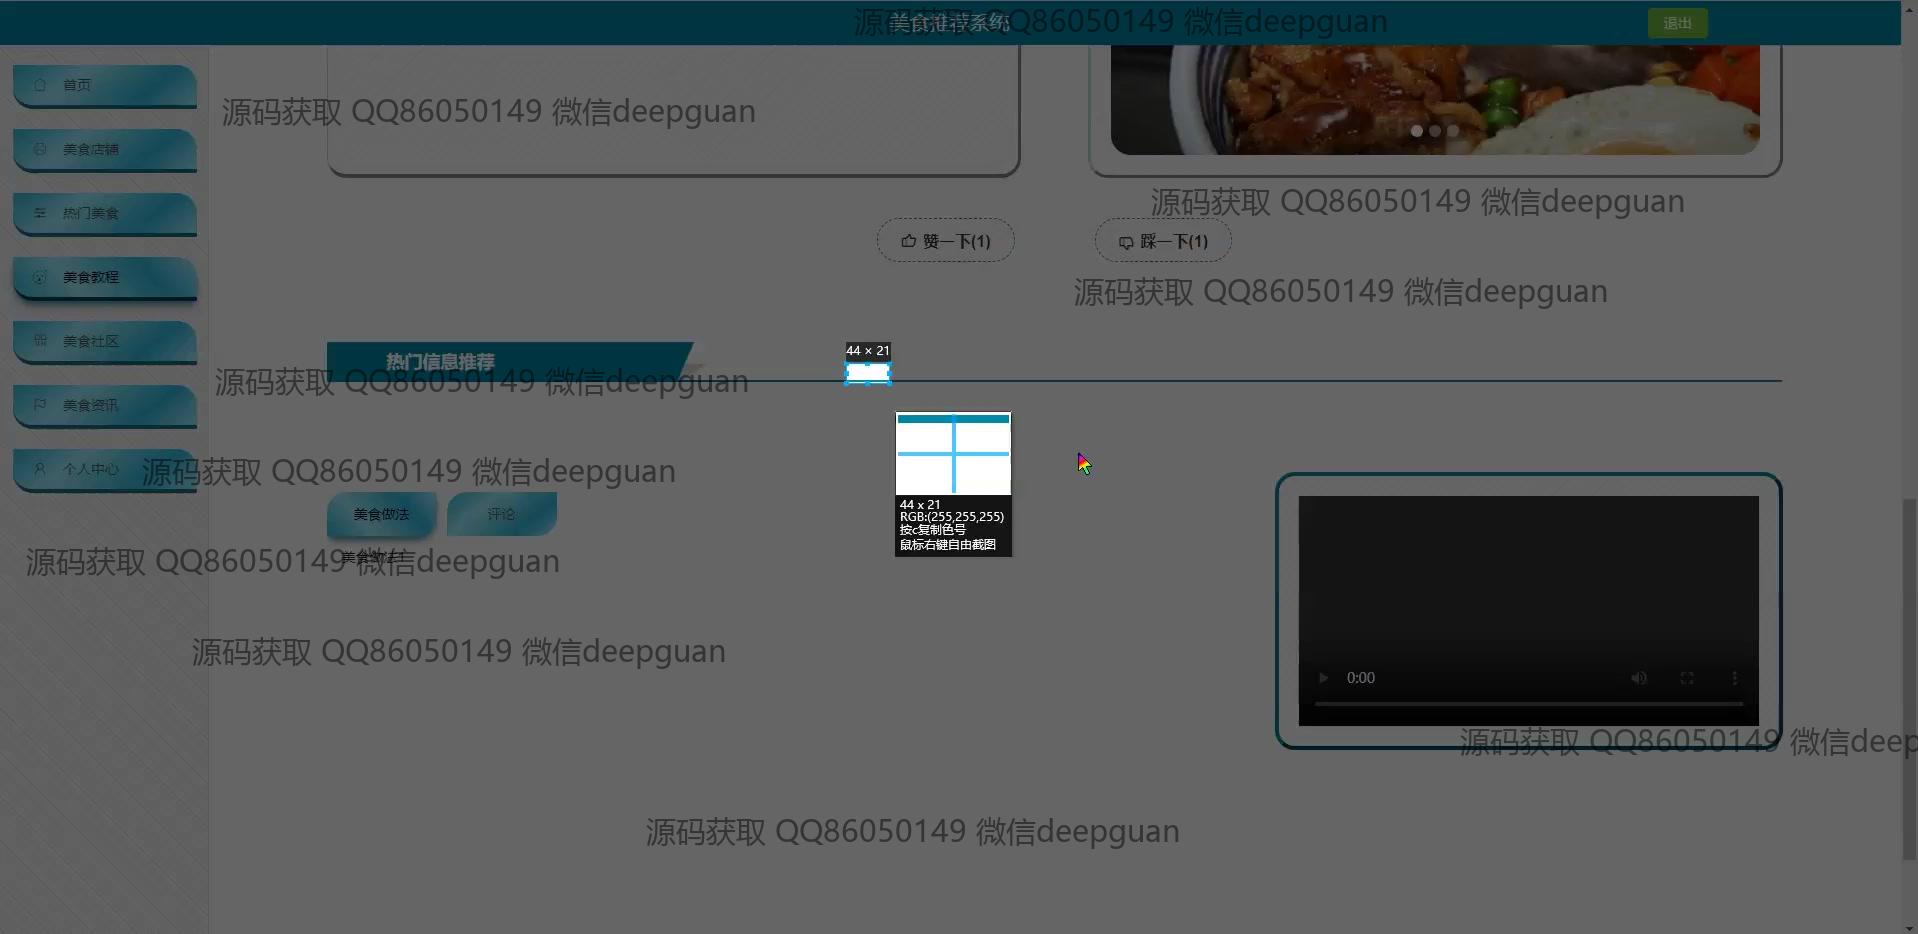 美食推荐系统
源码获取 QQ86050149 微信deepguan
退出
首页
源码获取 QQ86050149 微信deepguan
美食店铺
源码获取 QQ86050149 微信deepguan
热门美食
赞一下(1)
踩一下(1)
美食教程
源码获取 QQ86050149 微信deepguan
美食社区
44 × 21
热门信息推荐
源码获取 QQ86050149 微信deepguan
美食资讯
个人中心
源码获取 QQ86050149 微信deepguan
44 x 21
RGB:(255,255,255)
按c复制色号
鼠标右键自由截图
美食做法
评论
美食做法1
源码获取 QQ86050149 微信deepguan
源码获取 QQ86050149 微信deepguan
0:00
源码获取 QQ86050149 微信deep
源码获取 QQ86050149 微信deepguan